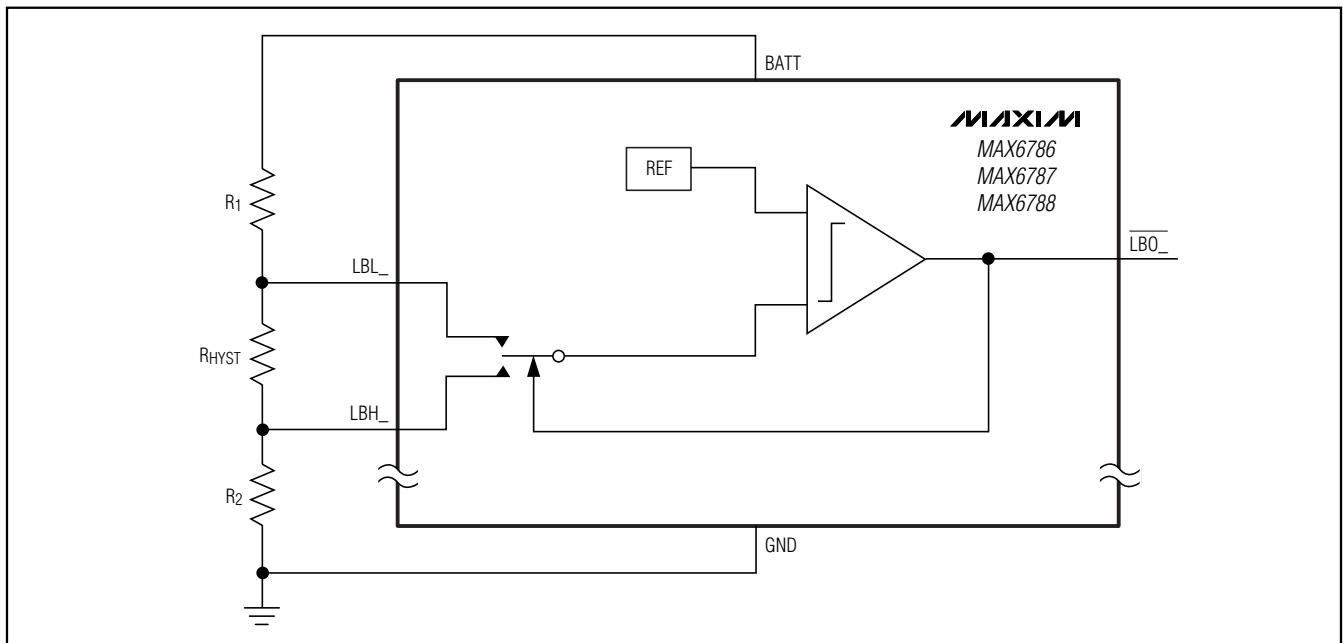 BATT
MAXIM
MAX6786
MAX6787
MAX6788
REF
R1
LBL_
LBO_
RHYST
LBH_
R2
GND